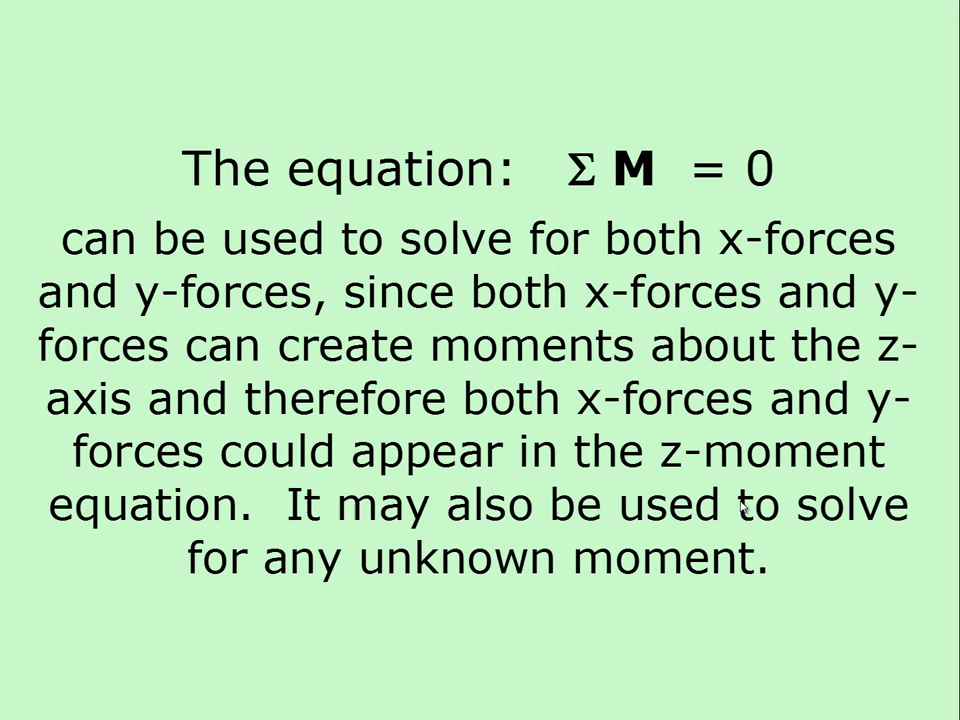 The equation: Σ M = 0
can be used to solve for both x-forces
and y-forces, since both x-forces and y-
forces can create moments about the z-
axis and therefore both x-forces and y-
forces could appear in the z-moment
equation. It may also be used to solve
for any unknown moment.